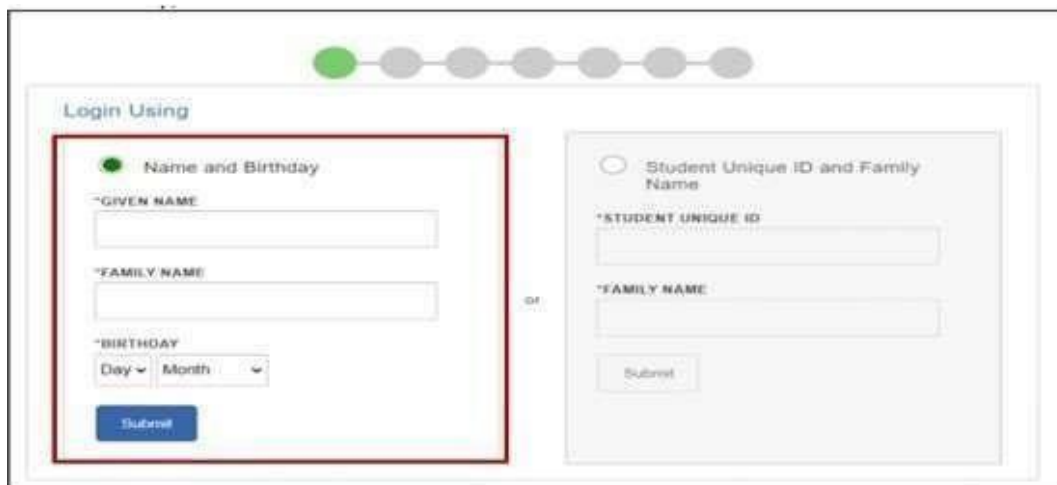 Login Using
Name and Birthday
*GIVEN NAME
*FAMILY NAME
*BIRTHDAY
Day Month
Submit
or
Student Unique ID and Family
Name
*STUDENT UNIQUE ID
*FAMILY NAME
Submit